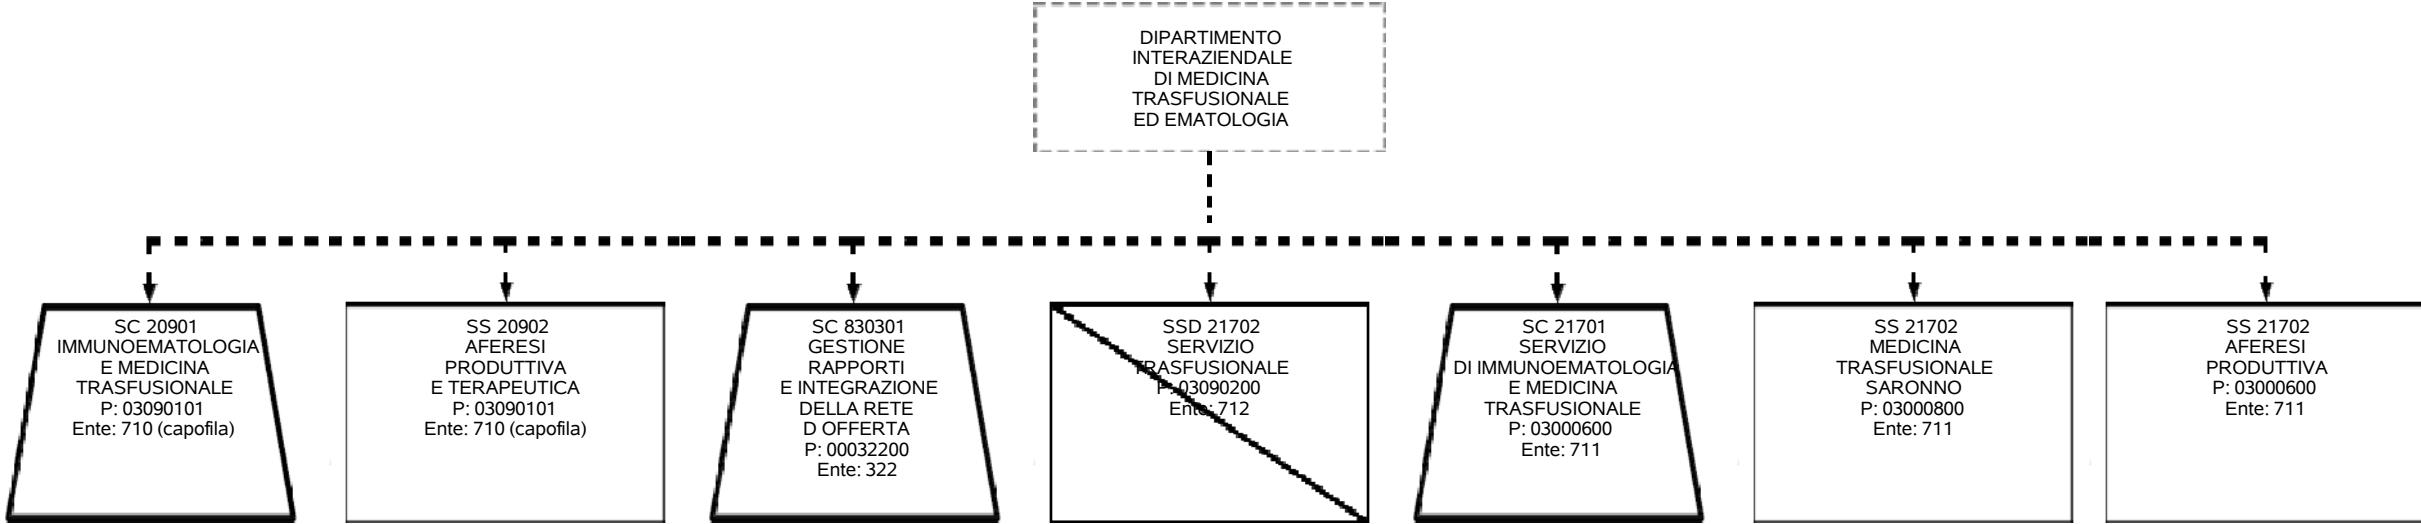 DIPARTIMENTO
INTERAZIENDALE
DI MEDICINA
TRASFUSIONALE
ED EMATOLOGIA
SC 20901
IMMUNOEMATOLOGIA
E MEDICINA
TRASFUSIONALE
P: 03090101
Ente: 710 (capofila)
SS 20902
AFERESI
PRODUTTIVA
E TERAPEUTICA
P: 03090101
Ente: 710 (capofila)
SC 830301
GESTIONE
RAPPORTI
E INTEGRAZIONE
DELLA RETE
D OFFERTA
P: 00032200
Ente: 322
SSD 21702
SERVIZIO
TRASFUSIONALE
P: 03090200
Ente: 712
SC 21701
SERVIZIO
DI IMMUNOEMATOLOGIA
E MEDICINA
TRASFUSIONALE
P: 03000600
Ente: 711
SS 21702
MEDICINA
TRASFUSIONALE
SARONNO
P: 03000800
Ente: 711
SS 21702
AFERESI
PRODUTTIVA
P: 03000600
Ente: 711